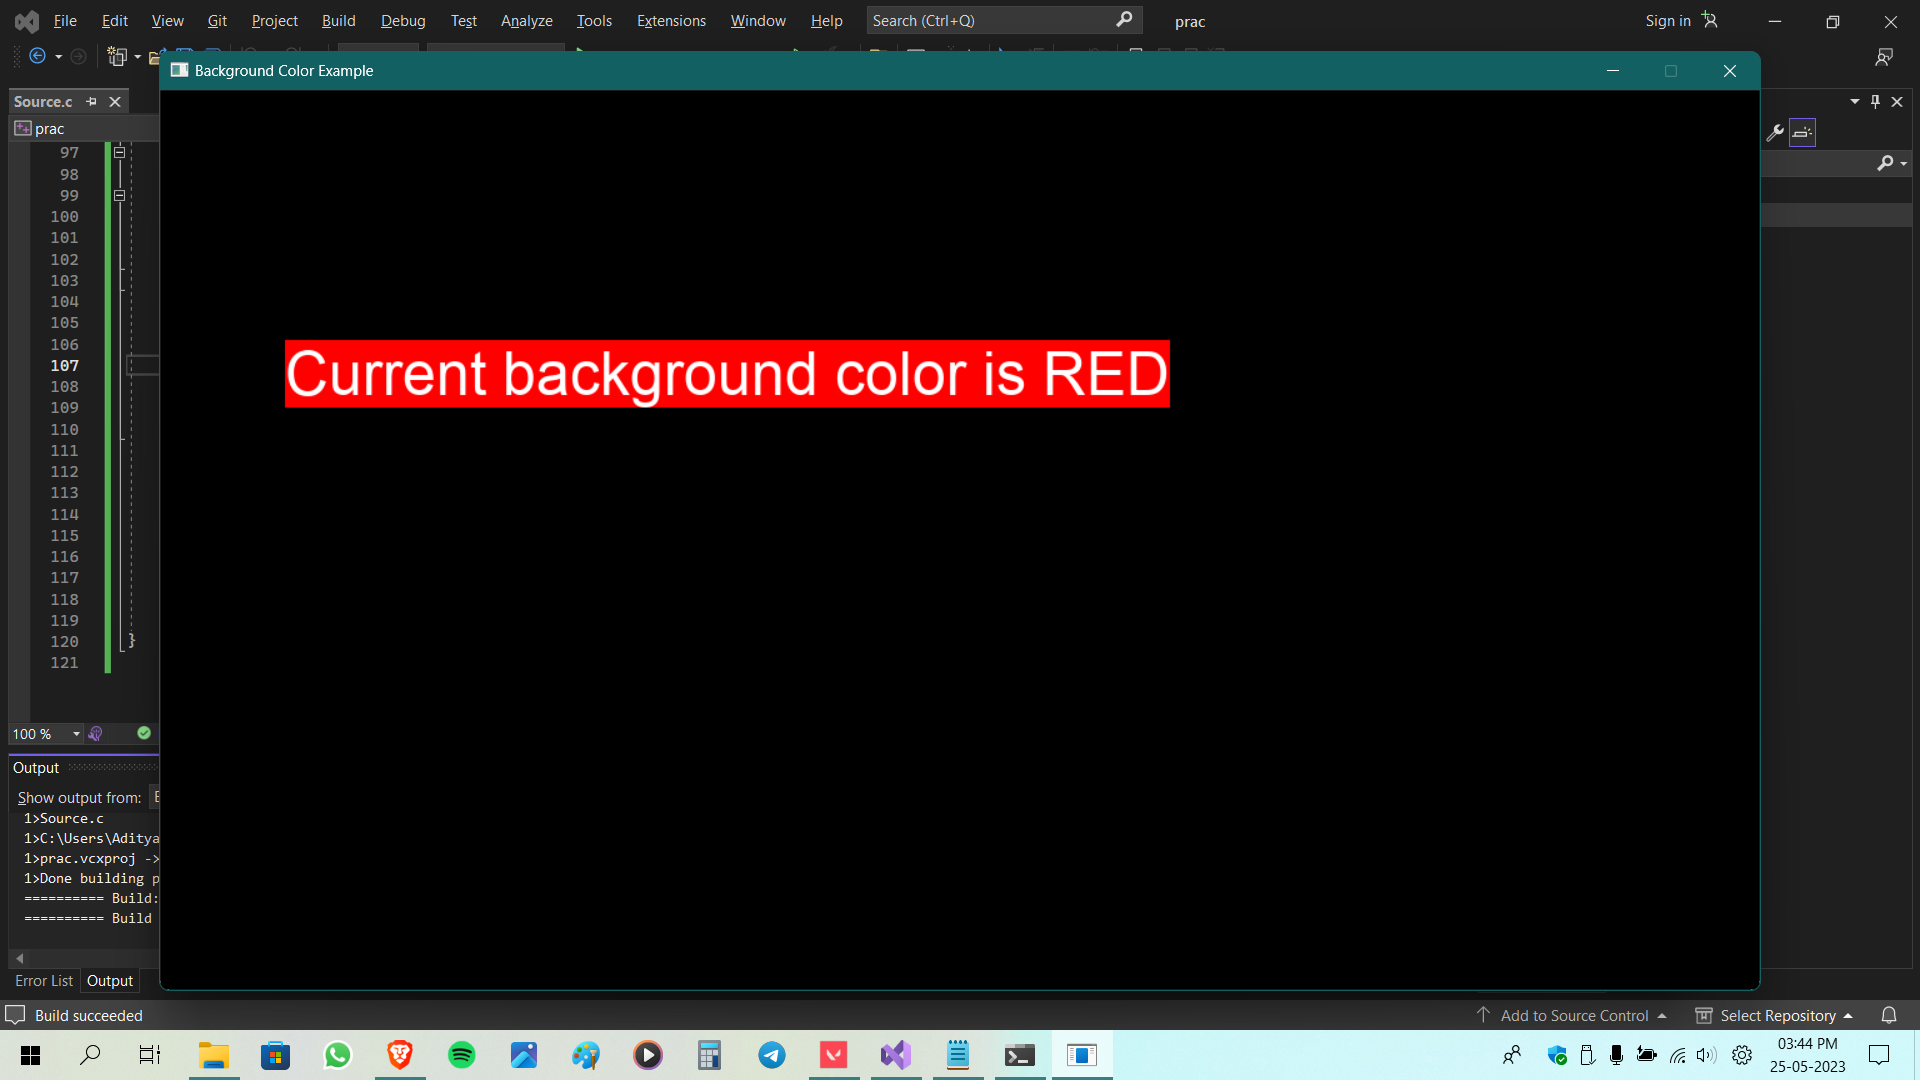 File Edit View Git Project Build Debug Test Analyze Tools Extensions Window Help Search (Ctrl+Q) prac Sign in
Background Color Example
Source.c
prac
97
98
99
100
101
102
103
104
105
106
107
108
109
110
111
112
113
114
115
116
117
118
119
120 }
121
Current background color is RED
100 %
Output
Show output from:
1>Source.c
1>C:\Users\Aditya
1>prac.vcxproj ->
1>Done building p
========== Build:
========== Build
Error List Output
Build succeeded Add to Source Control Select Repository
03:44 PM
25-05-2023